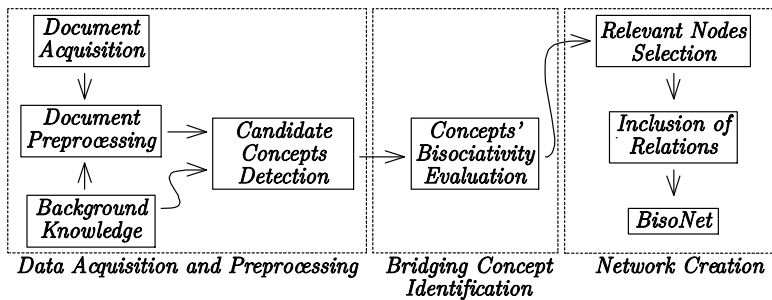 Document
Acquisition
Document
Preprocessing
Background
Knowledge
Candidate
Concepts
Detection
Data Acquisition and Preprocessing
Concepts'
Bisociativity
Evaluation
Bridging Concept
Identification
Relevant Nodes
Selection
Inclusion of
Relations
BisoNet
Network Creation